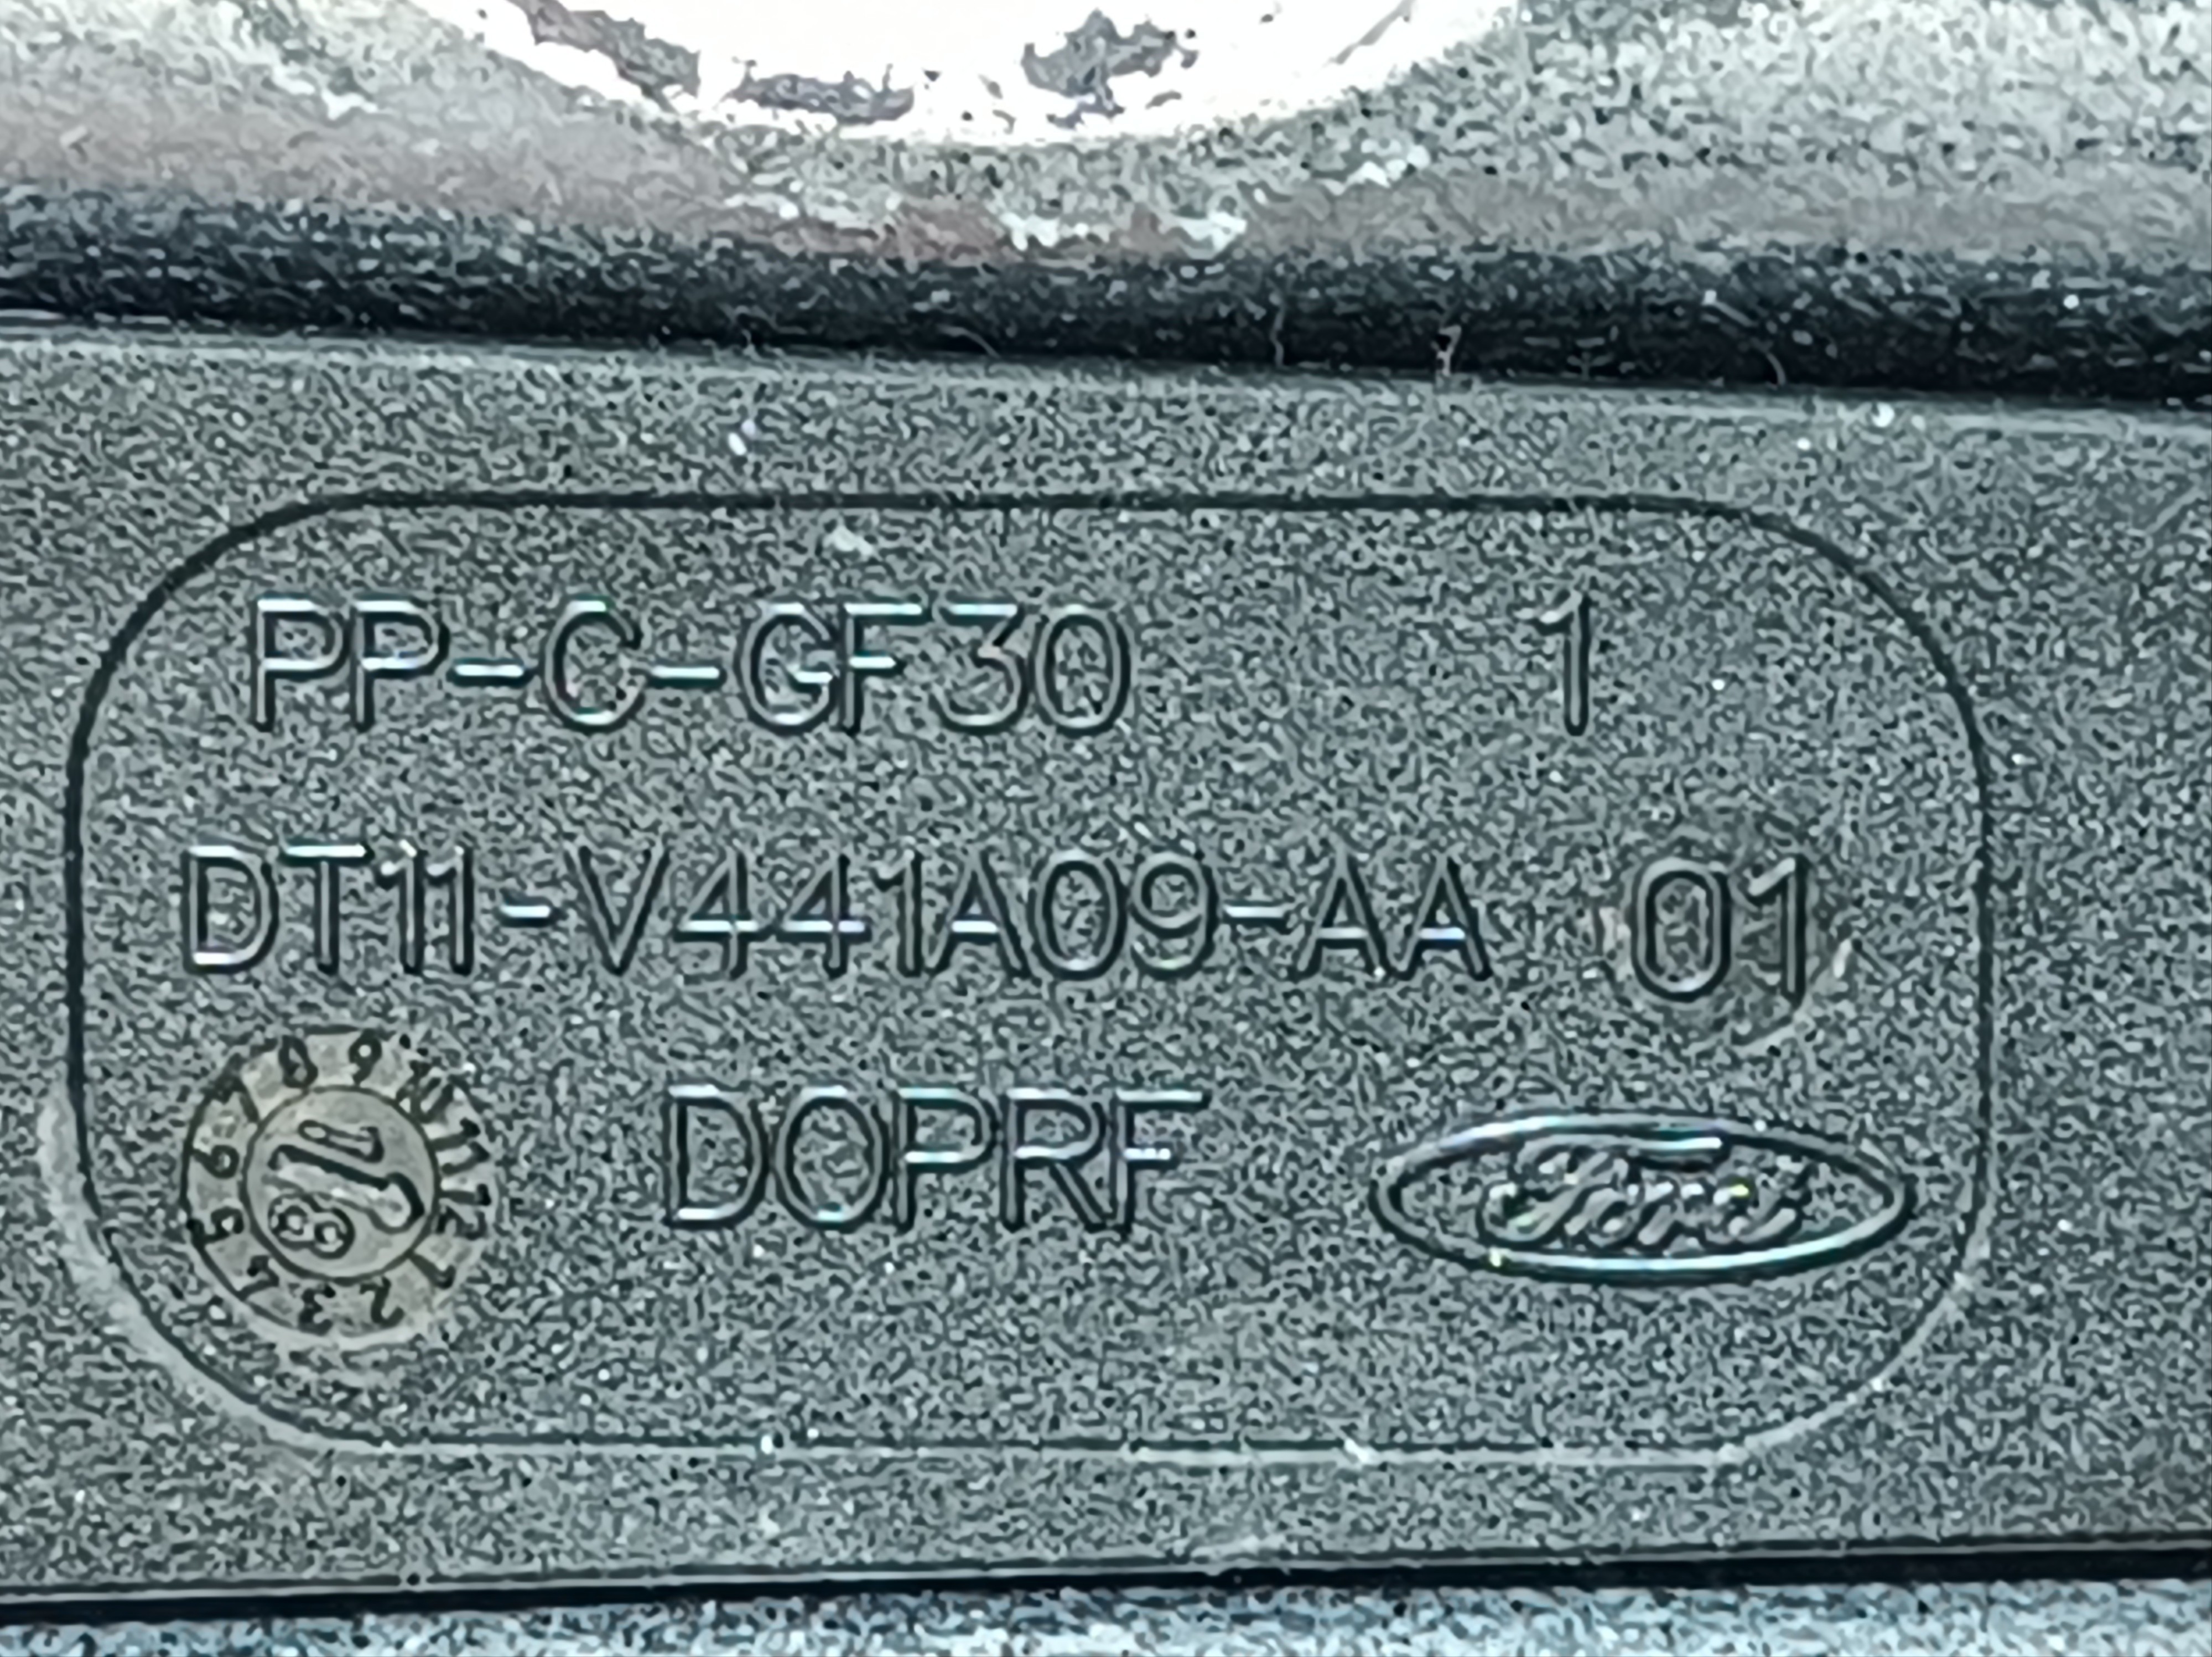 PP-C-GF30 1
DT11-V441A09-AA 01
DOPRF
Ford